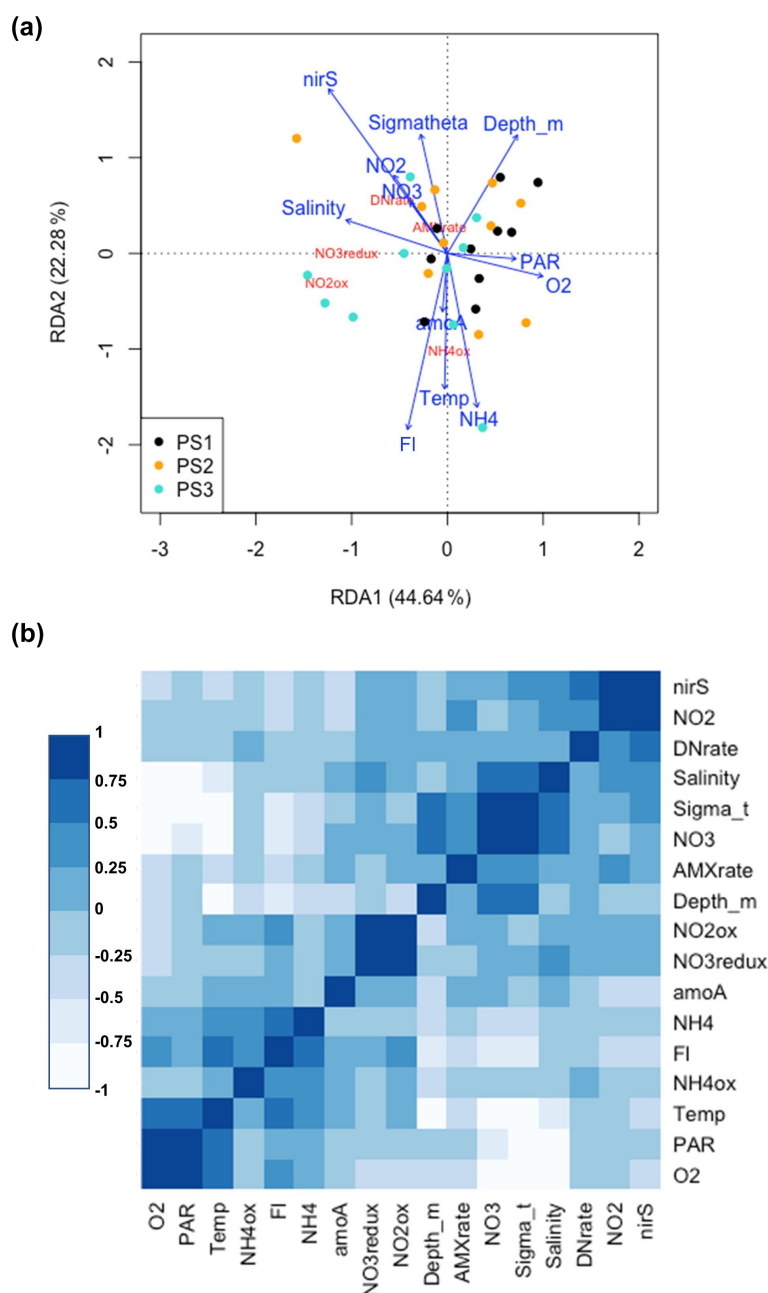 (a)
RDA2 (22.28 %)
2
1
0
-1
-2
nirS
Sigmatheta
Depth_m
NO2
NO3
DNrate
Salinity
AMXrate
NO3redux
PAR
NO2ox
O2
amoA
NH4ox
Temp
NH4
FI
PS1
PS2
PS3
-3
-2
-1
0
1
2
RDA1 (44.64 %)
(b)
1
0.75
0.5
0.25
0
-0.25
-0.5
-0.75
-1
nirS
NO2
DNrate
Salinity
Sigma_t
NO3
AMXrate
Depth_m
NO2ox
NO3redux
amoA
NH4
FI
NH4ox
Temp
PAR
O2
O2
PAR
Temp
NH4ox
FI
NH4
amoA
NO3redux
NO2ox
Depth_m
AMXrate
NO3
Sigma_t
Salinity
DNrate
NO2
nirS